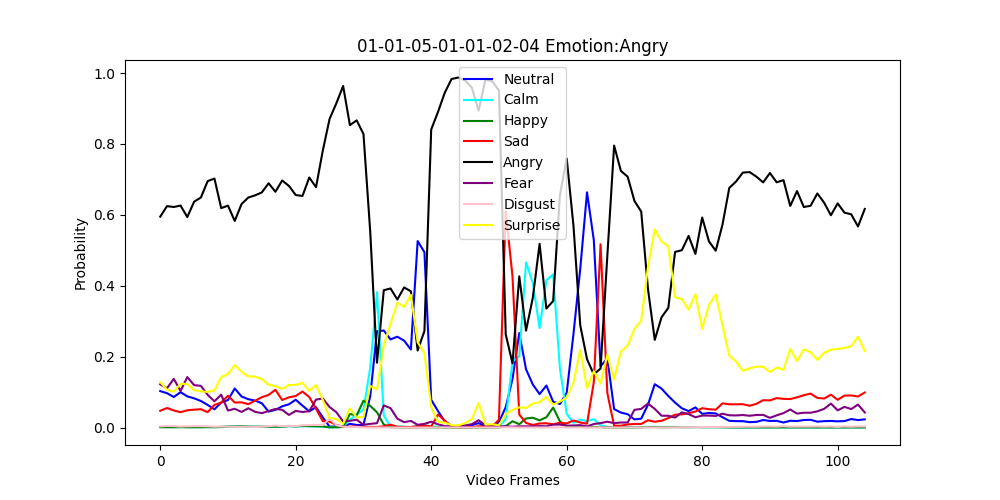 01-01-05-01-01-02-04 Emotion:Angry
1.0
0.8
0.6
0.4
0.2
0.0
Probability
Neutral
Calm
Happy
Sad
Angry
Fear
Disgust
Surprise
0 20 40 60 80 100
Video Frames